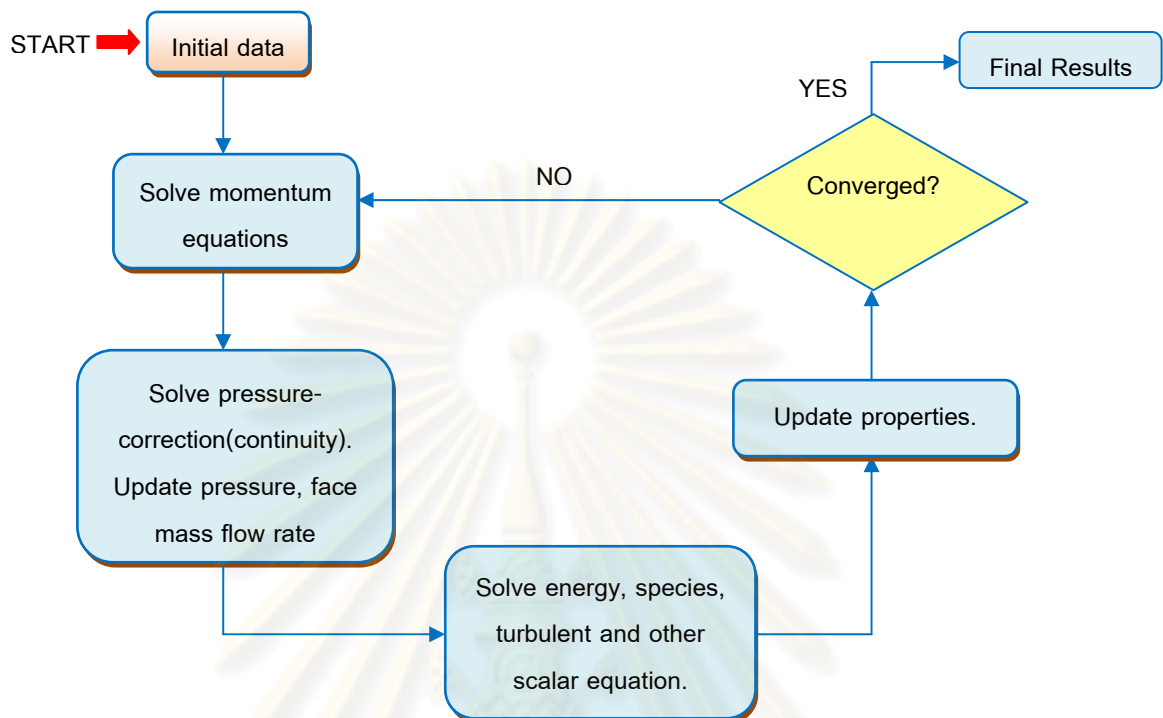 START
Initial data
Solve momentum
equations
Solve pressure-
correction(continuity).
Update pressure, face
mass flow rate
Solve energy, species,
turbulent and other
scalar equation.
Update properties.
Converged?
NO
YES
Final Results